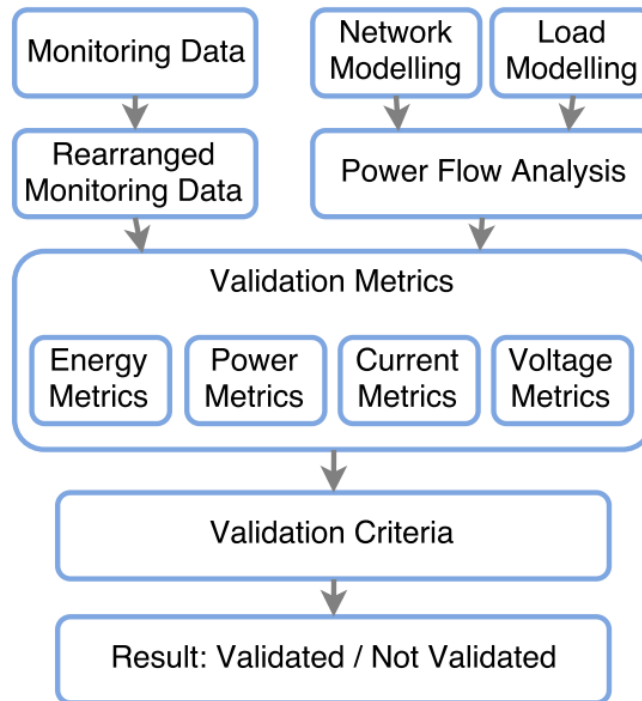 Monitoring Data
Network
Modelling
Load
Modelling
Rearranged
Monitoring Data
Power Flow Analysis
Validation Metrics
Energy
Metrics
Power
Metrics
Current
Metrics
Voltage
Metrics
Validation Criteria
Result: Validated / Not Validated